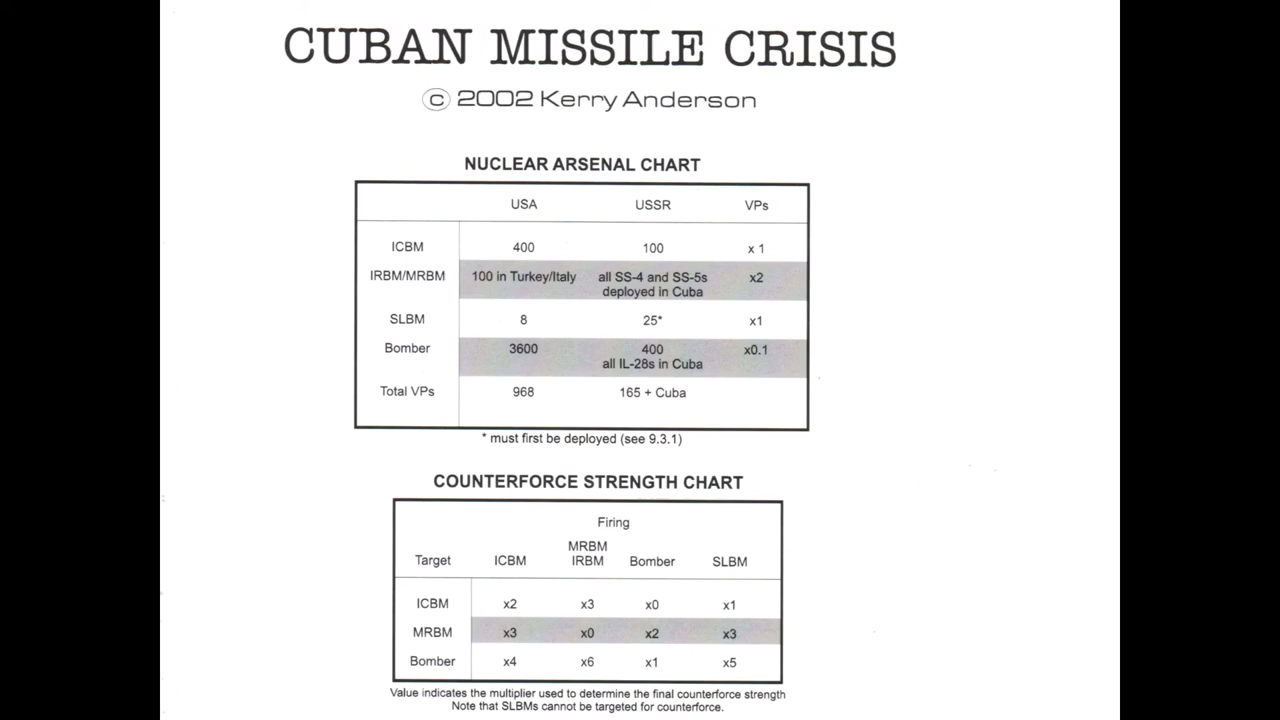 CUBAN MISSILE CRISIS
© 2002 Kerry Anderson
NUCLEAR ARSENAL CHART
USA USSR VPs
ICBM 400 100 x 1
IRBM/MRBM 100 in Turkey/Italy all SS-4 and SS-5s x2
deployed in Cuba
SLBM 8 25* x1
Bomber 3600 400 x0.1
all IL-28s in Cuba
Total VPs 968 165 + Cuba
* must first be deployed (see 9.3.1)
COUNTERFORCE STRENGTH CHART
Firing
MRBM
Target ICBM IRBM Bomber SLBM
ICBM x2 x3 x0 x1
MRBM x3 x0 x2 x3
Bomber x4 x6 x1 x5
Value indicates the multiplier used to determine the final counterforce strength
Note that SLBMs cannot be targeted for counterforce.